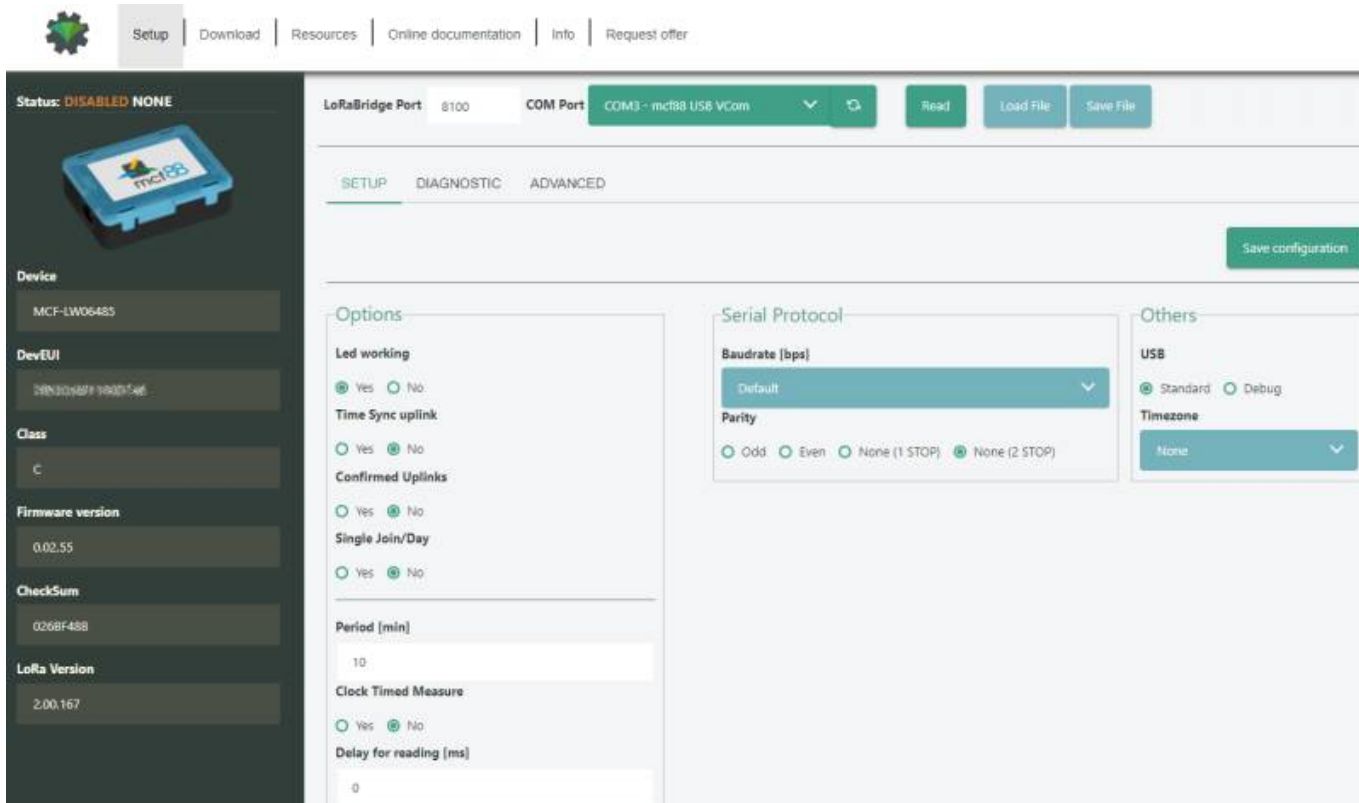 Setup Download Resources Online documentation Info Request offer
Status: DISABLED NONE
mcf88
Device
MCF-LW06485
DevEUI
Class
C
Firmware version
0.02.55
CheckSum
026BF48B
LoRa Version
2.00.167
LoRaBridge Port 8100 COM Port COM3 - mcf88 USB VCom Read Load File Save File
SETUP DIAGNOSTIC ADVANCED
Save configuration
Options
Led working
Yes No
Time Sync uplink
Yes No
Confirmed Uplinks
Yes No
Single Join/Day
Yes No
Period [min]
10
Clock Timed Measure
Yes No
Delay for reading [ms]
0
Serial Protocol
Baudrate [bps]
Default
Parity
Odd Even None (1 STOP) None (2 STOP)
Others
USB
Standard Debug
Timezone
None